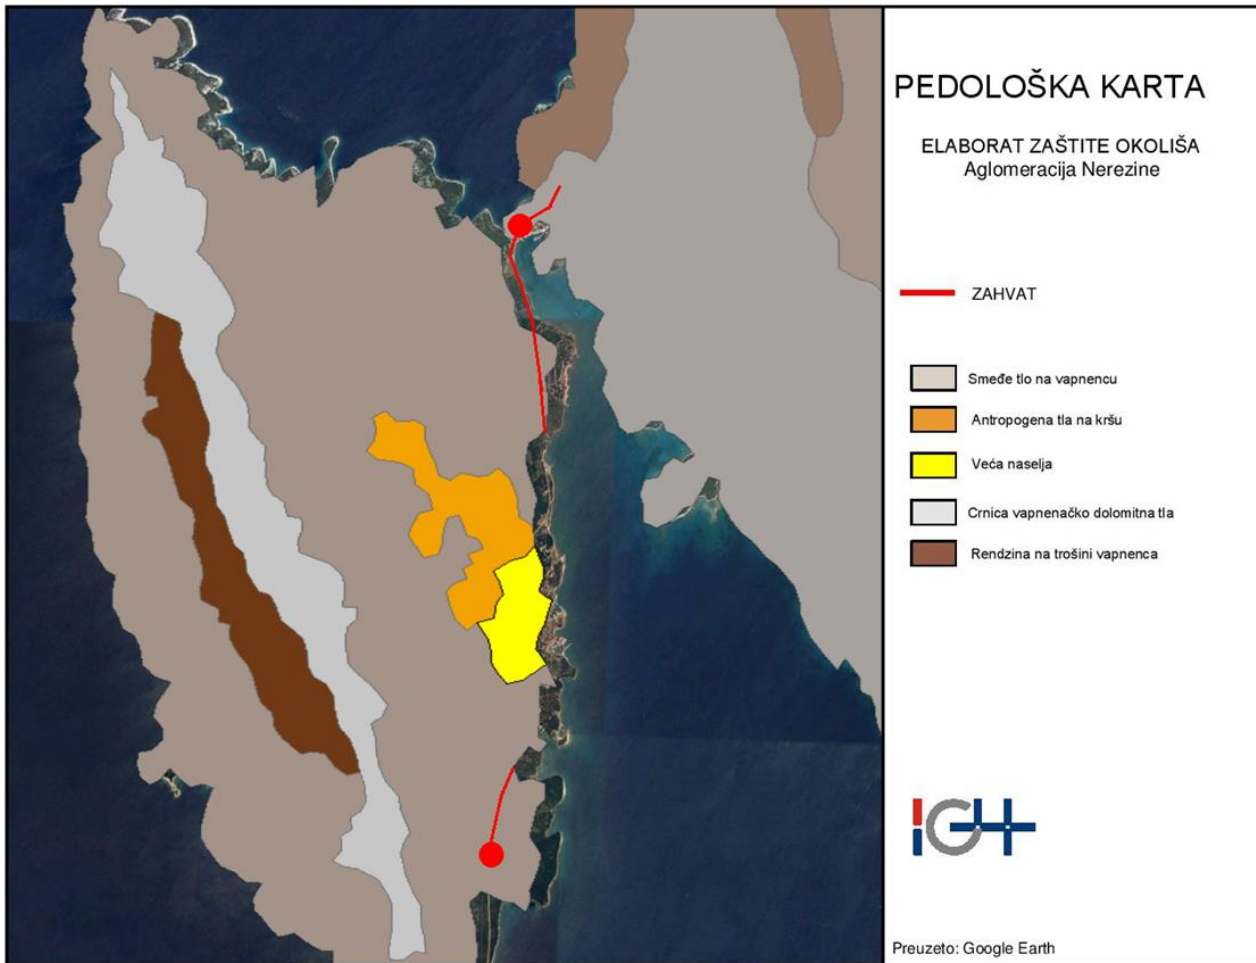 PEDOLOŠKA KARTA
ELABORAT ZAŠTITE OKOLIŠA
Aglomeracija Nerezine
ZAHVAT
Smeđe tlo na vapnencu
Antropogena tla na kršu
Veća naselja
Crnica vapnenačko dolomitna tla
Rendzina na trošini vapnenca
IGH
Preuzeto: Google Earth